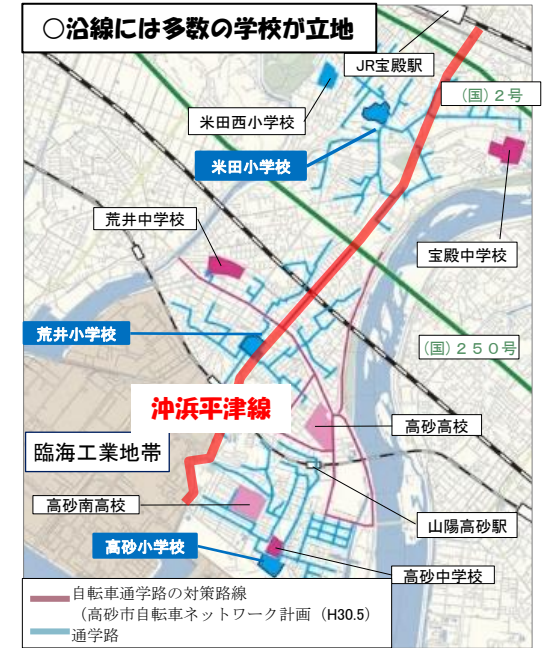 ○沿線には多数の学校が立地
JR宝殿駅
(国)２号
米田西小学校
米田小学校
荒井中学校
宝殿中学校
荒井小学校
(国)２５０号
沖浜平津線
高砂高校
臨海工業地帯
高砂南高校
山陽高砂駅
高砂小学校
高砂中学校
自転車通学路の対策路線
（高砂市自転車ネットワーク計画（H30.5）
通学路